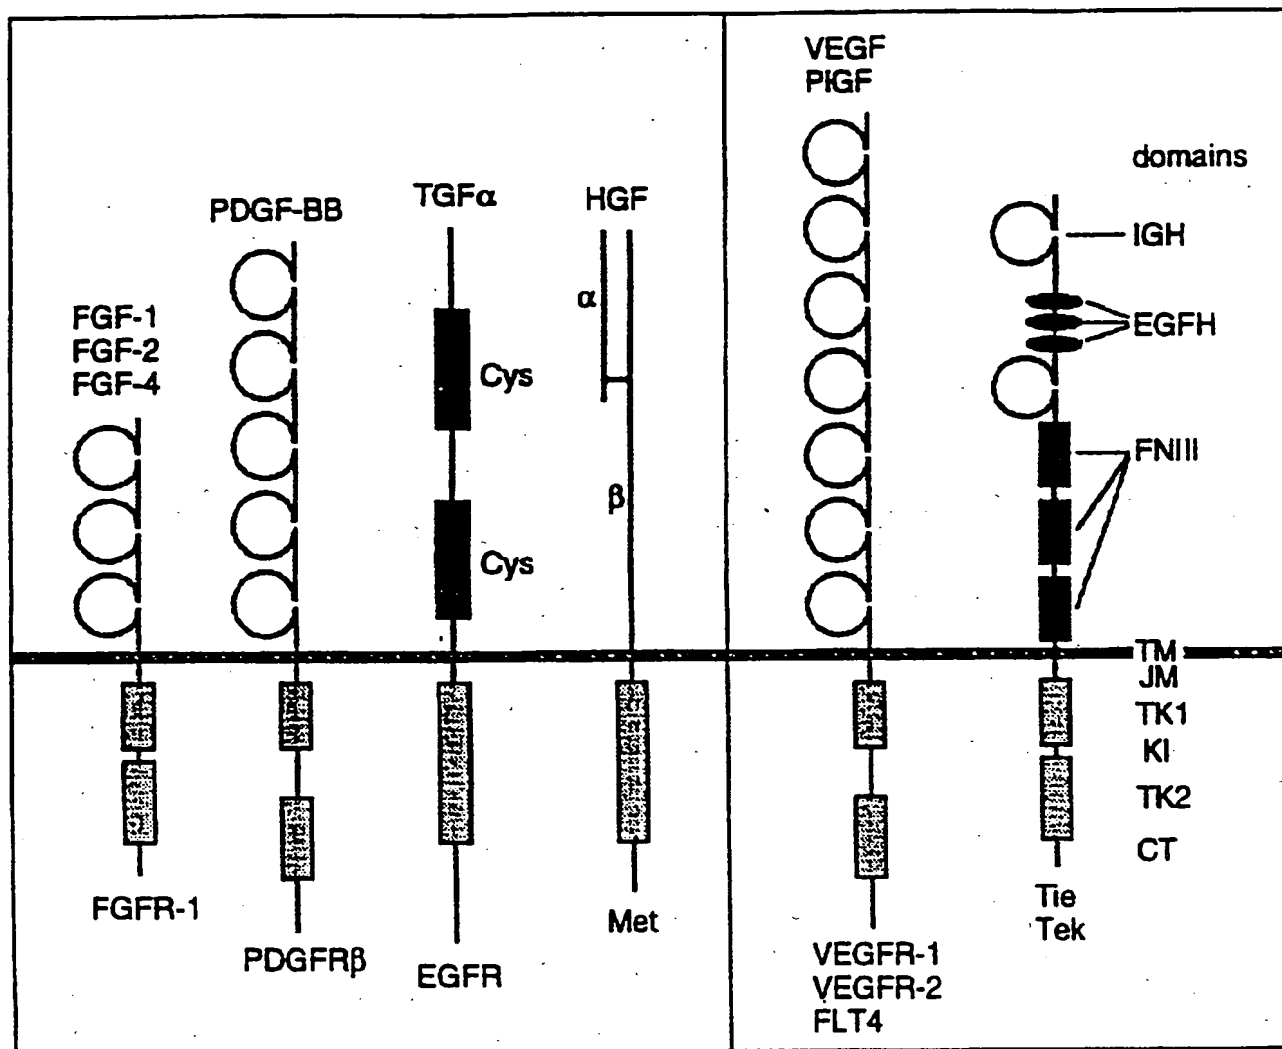 FGF-1
FGF-2
FGF-4
PDGF-BB
TGFα
HGF
α
β
Cys
Cys
FGFR-1
PDGFRβ
EGFR
Met
VEGF
PlGF
domains
IGH
EGFH
FNIII
TM
JM
TK1
KI
TK2
CT
VEGFR-1
VEGFR-2
FLT4
Tie
Tek